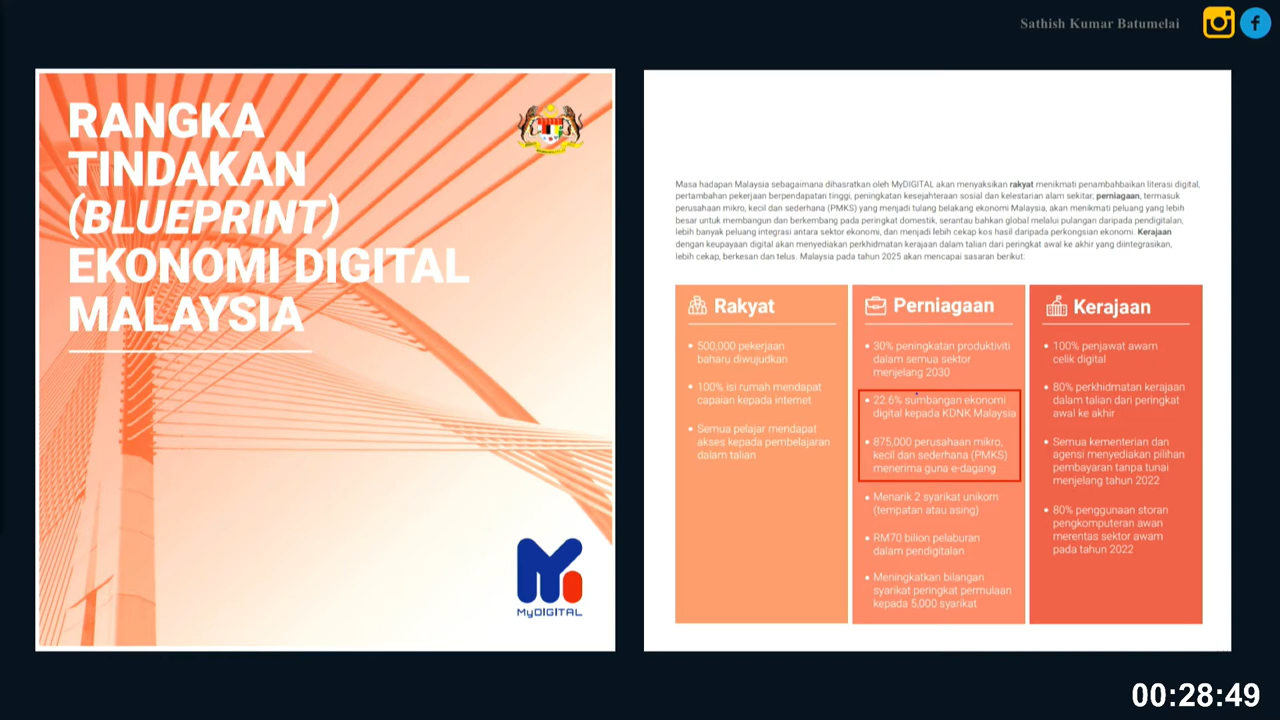 Sathish Kumar Batumelai
RANGKA
TINDAKAN
(BLUEPRINT)
EKONOMI DIGITAL
MALAYSIA
MyDIGITAL
Masa hadapan Malaysia sebagaimana dihasratkan oleh MyDIGITAL akan menyaksikan rakyat menikmati penambahbaikan literasi digital,
pertambahan pekerjaan berpendapatan tinggi, peningkatan kesejahteraan sosial dan kelestarian alam sekitar, perniagaan, termasuk
perusahaan mikro, kecil dan sederhana (PMKS) yang menjadi tulang belakang ekonomi Malaysia, akan menikmati peluang yang lebih
besar untuk membangun dan berkembang pada peringkat domestik, serantau bahkan global melalui pulangan daripada pendigitalan,
lebih banyak peluang integrasi antara sektor ekonomi, dan menjadi lebih cekap kos hasil daripada perkongsian ekonomi. Kerajaan
dengan keupayaan digital akan menyediakan perkhidmatan kerajaan dalam talian dari peringkat awal ke akhir yang diintegrasikan,
lebih cekap, berkesan dan telus. Malaysia pada tahun 2025 akan mencapai sasaran berikut:
Rakyat
• 500,000 pekerjaan
baharu diwujudkan
• 100% isi rumah mendapat
capaian kepada internet
• Semua pelajar mendapat
akses kepada pembelajaran
dalam talian
Perniagaan
• 30% peningkatan produktiviti
dalam semua sektor
menjelang 2030
• 22.6% sumbangan ekonomi
digital kepada KDNK Malaysia
• 875,000 perusahaan mikro,
kecil dan sederhana (PMKS)
menerima guna e-dagang
• Menarik 2 syarikat unikorn
(tempatan atau asing)
• RM70 bilion pelaburan
dalam pendigitalan
• Meningkatkan bilangan
syarikat peringkat permulaan
kepada 5,000 syarikat
Kerajaan
• 100% penjawat awam
celik digital
• 80% perkhidmatan kerajaan
dalam talian dari peringkat
awal ke akhir
• Semua kementerian dan
agensi menyediakan pilihan
pembayaran tanpa tunai
menjelang tahun 2022
• 80% penggunaan storan
pengkomputeran awan
merentas sektor awam
pada tahun 2022
00:28:49